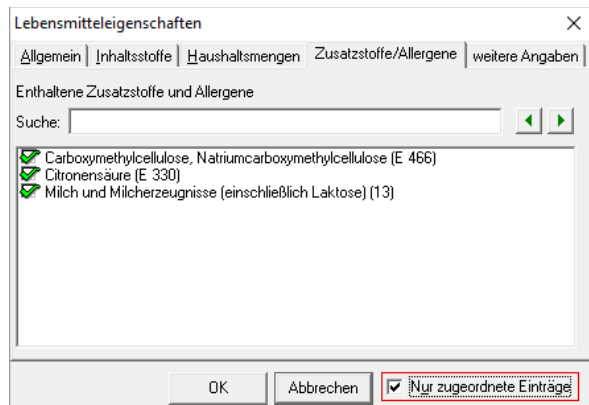 Lebensmitteleigenschaften
Allgemein Inhaltsstoffe Haushaltsmengen Zusatzstoffe/Allergene weitere Angaben
Enthaltene Zusatzstoffe und Allergene
Suche:
Carboxymethylcellulose, Natriumcarboxymethylcellulose (E 466)
Citronensäure (E 330)
Milch und Milcherzeugnisse (einschließlich Laktose) (13)
OK Abbrechen Nur zugeordnete Einträge